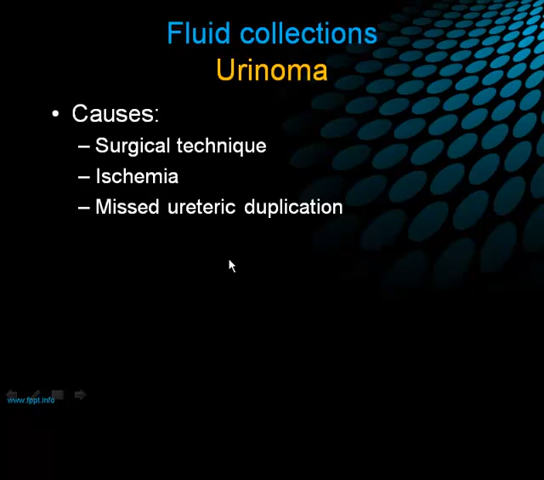 Fluid collections
Urinoma
• Causes:
– Surgical technique
– Ischemia
– Missed ureteric duplication
www.fppt.info